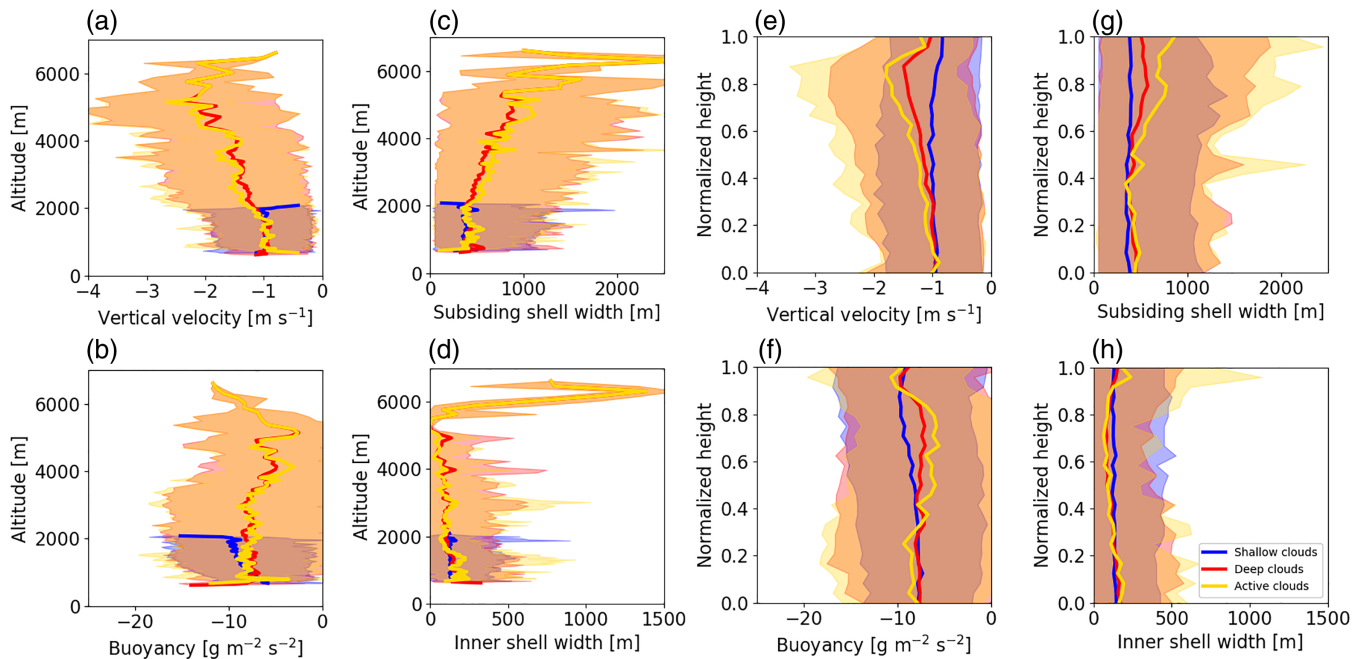 (a)
(c)
(e)
(g)
6000
4000
2000
0
Altitude [m]
−4 −3 −2 −1 0
Vertical velocity [m s⁻¹]
6000
4000
2000
0
Altitude [m]
0 1000 2000
Subsiding shell width [m]
1.0
0.8
0.6
0.4
0.2
0.0
Normalized height
−4 −3 −2 −1 0
Vertical velocity [m s⁻¹]
1.0
0.8
0.6
0.4
0.2
0.0
Normalized height
0 1000 2000
Subsiding shell width [m]
(b)
(d)
(f)
(h)
6000
4000
2000
0
Altitude [m]
−20 −10 0
Buoyancy [g m⁻² s⁻²]
6000
4000
2000
0
Altitude [m]
0 500 1000 1500
Inner shell width [m]
1.0
0.8
0.6
0.4
0.2
0.0
Normalized height
−20 −10 0
Buoyancy [g m⁻² s⁻²]
1.0
0.8
0.6
0.4
0.2
0.0
Normalized height
Shallow clouds
Deep clouds
Active clouds
0 500 1000 1500
Inner shell width [m]